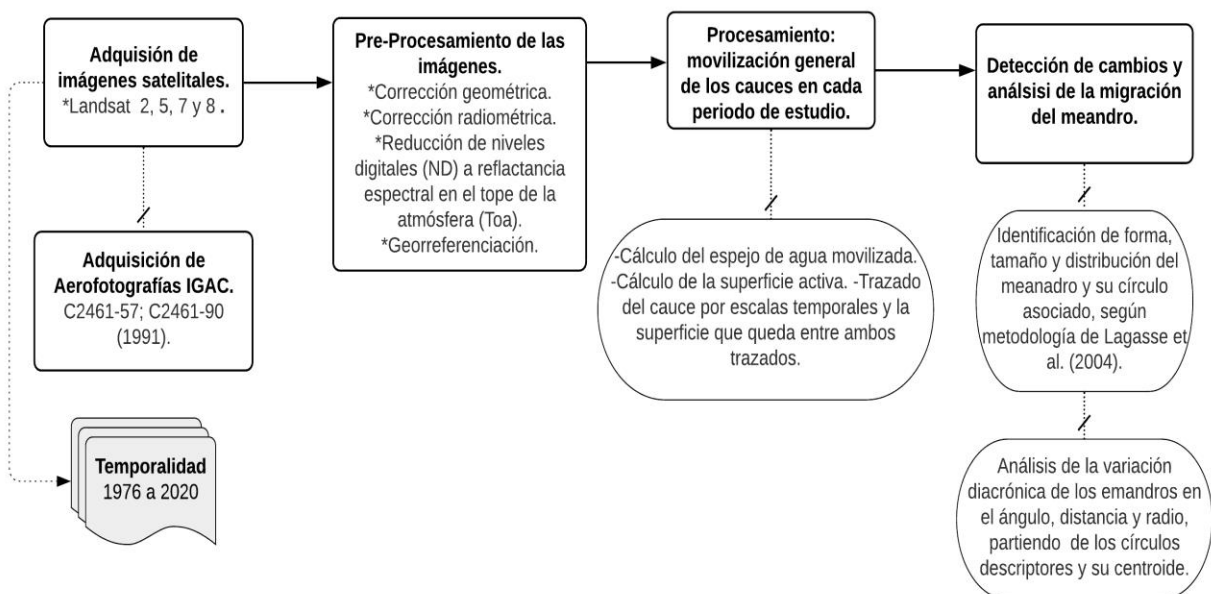 Adquisión de
imágenes satelitales.
*Landsat 2, 5, 7 y 8 .
Adquisición de
Aerofotografías IGAC.
C2461-57; C2461-90
(1991).
Temporalidad
1976 a 2020
Pre-Procesamiento de las
imágenes.
*Corrección geométrica.
*Corrección radiométrica.
*Reducción de niveles
digitales (ND) a reflactancia
espectral en el tope de la
atmósfera (Toa).
*Georreferenciación.
Procesamiento:
movilización general
de los cauces en cada
periodo de estudio.
-Cálculo del espejo de agua movilizada.
-Cálculo de la superficie activa. -Trazado
del cauce por escalas temporales y la
superficie que queda entre ambos
trazados.
Detección de cambios y
análsisi de la migración
del meandro.
Identificación de forma,
tamaño y distribución del
meanadro y su círculo
asociado, según
metodología de Lagasse et
al. (2004).
Análisis de la variación
diacrónica de los emandros en
el ángulo, distancia y radio,
partiendo de los círculos
descriptores y su centroide.